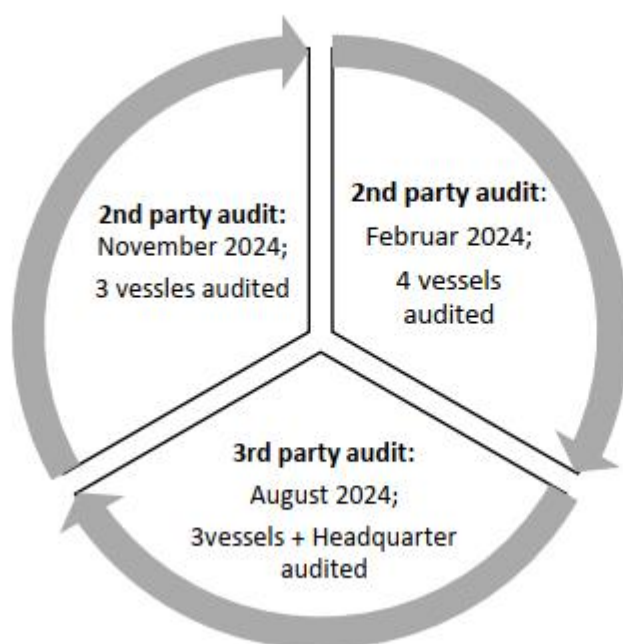 2nd party audit:
November 2024;
3 vessles audited
2nd party audit:
Februar 2024;
4 vessels
audited
3rd party audit:
August 2024;
3vessels + Headquarter
audited